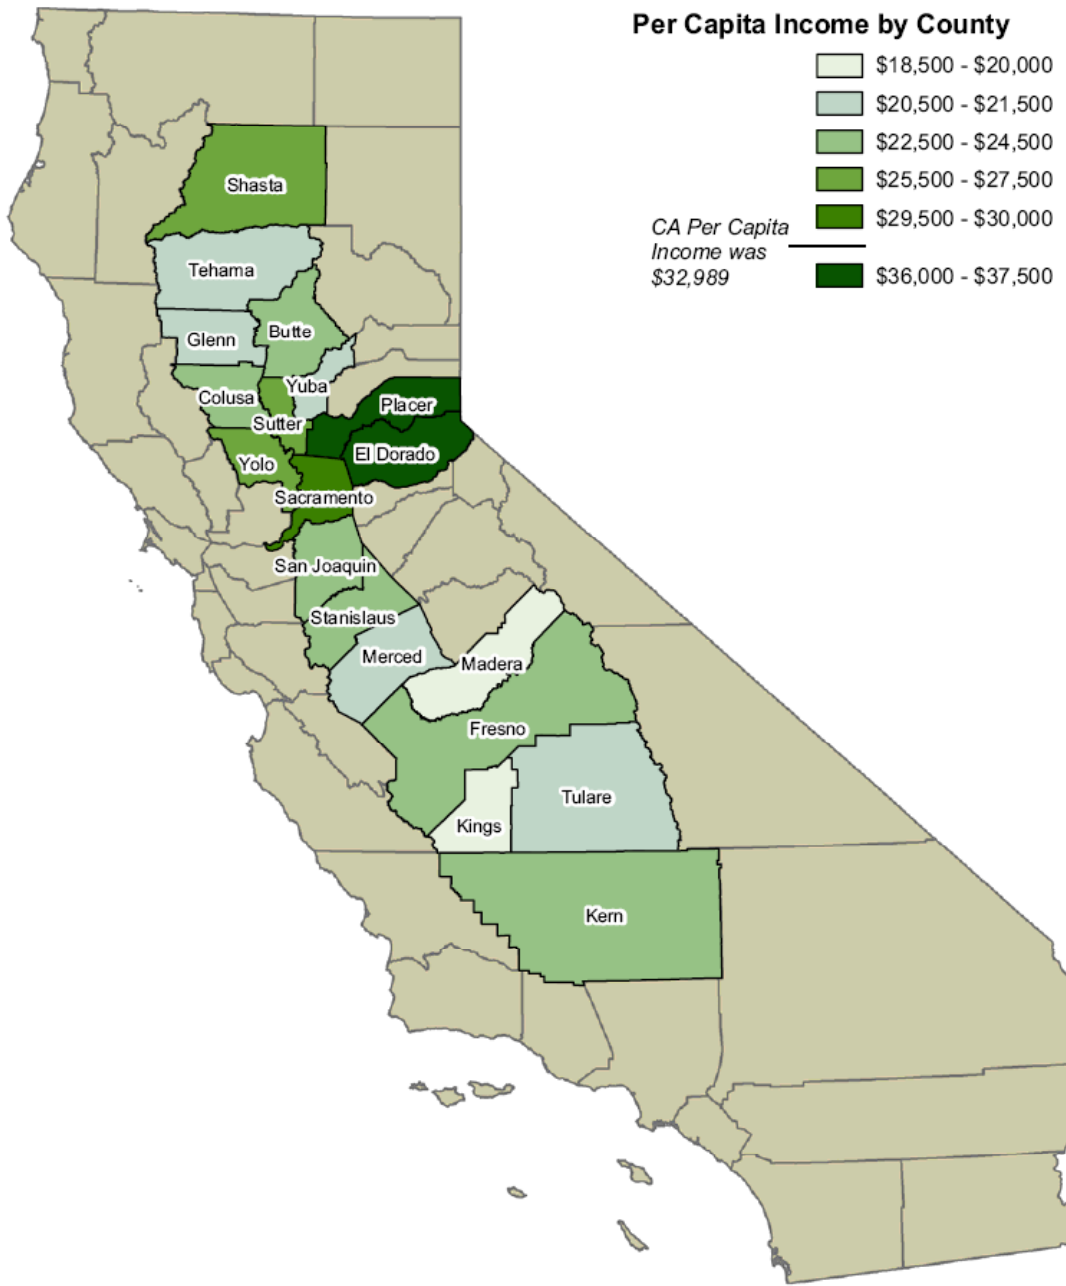 Per Capita Income by County
$18,500 - $20,000
$20,500 - $21,500
$22,500 - $24,500
$25,500 - $27,500
$29,500 - $30,000
CA Per Capita
Income was
$32,989
$36,000 - $37,500
Shasta
Tehama
Glenn
Butte
Colusa
Yuba
Sutter
Placer
Yolo
El Dorado
Sacramento
San Joaquin
Stanislaus
Merced
Madera
Fresno
Tulare
Kings
Kern